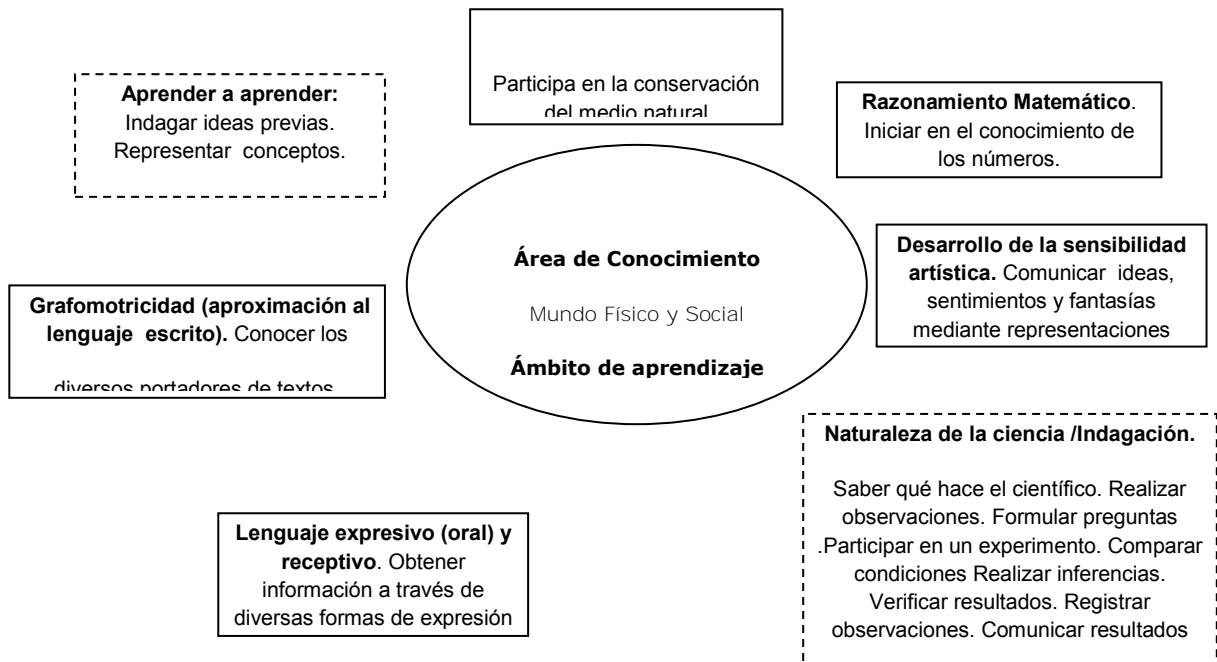 Participa en la conservación
del medio natural
Aprender a aprender:
Indagar ideas previas.
Representar conceptos.
Razonamiento Matemático.
Iniciar en el conocimiento de
los números.
Área de Conocimiento
Mundo Físico y Social
Ámbito de aprendizaje
Desarrollo de la sensibilidad
artística. Comunicar ideas,
sentimientos y fantasías
mediante representaciones
Grafomotricidad (aproximación al
lenguaje escrito). Conocer los
diversos portadores de textos
Naturaleza de la ciencia /Indagación.
Saber qué hace el científico. Realizar
observaciones. Formular preguntas
.Participar en un experimento. Comparar
condiciones Realizar inferencias.
Verificar resultados. Registrar
observaciones. Comunicar resultados
Lenguaje expresivo (oral) y
receptivo. Obtener
información a través de
diversas formas de expresión